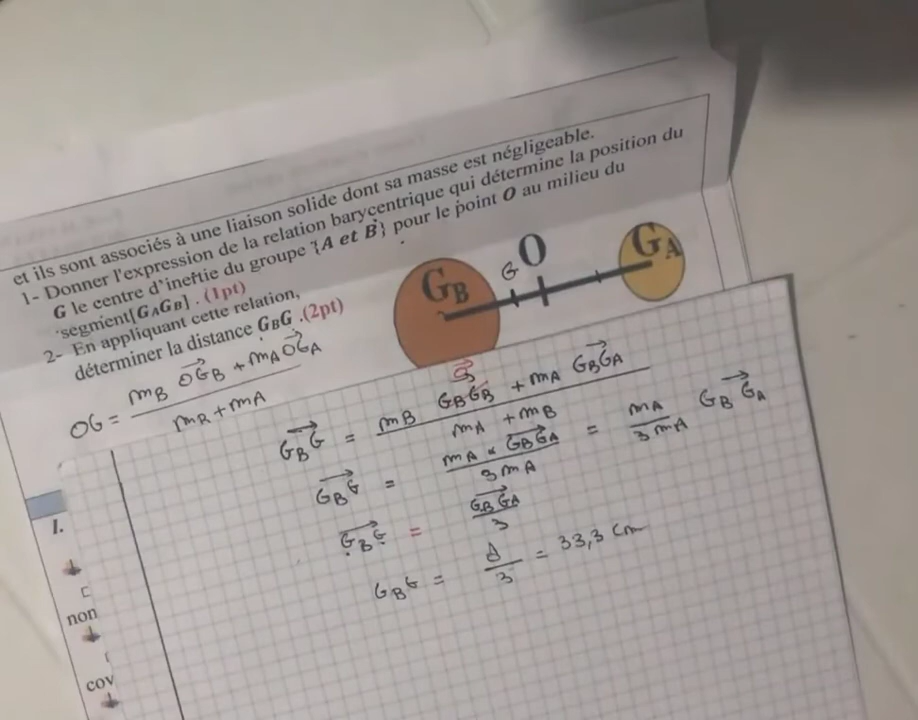 et ils sont associés à une liaison solide dont sa masse est négligeable.
1- Donner l'expression de la relation barycentrique qui détermine la position du
G le centre d'inertie du groupe {A et B} pour le point O au milieu du
segment[GAGB] . (1pt)
2- En appliquant cette relation,
déterminer la distance GBG .(2pt)
GB
G
O
GA
OG = mB OGB + mA OGA
mB + mA
GBG = mB GBGB + mA GBGA
mA + mB
GBG = mA × GBGA / 3mA = mA / 3mA GBGA
GBG = GBGA / 3
GBG = d / 3 = 33,3 Cm
1.
non
cov